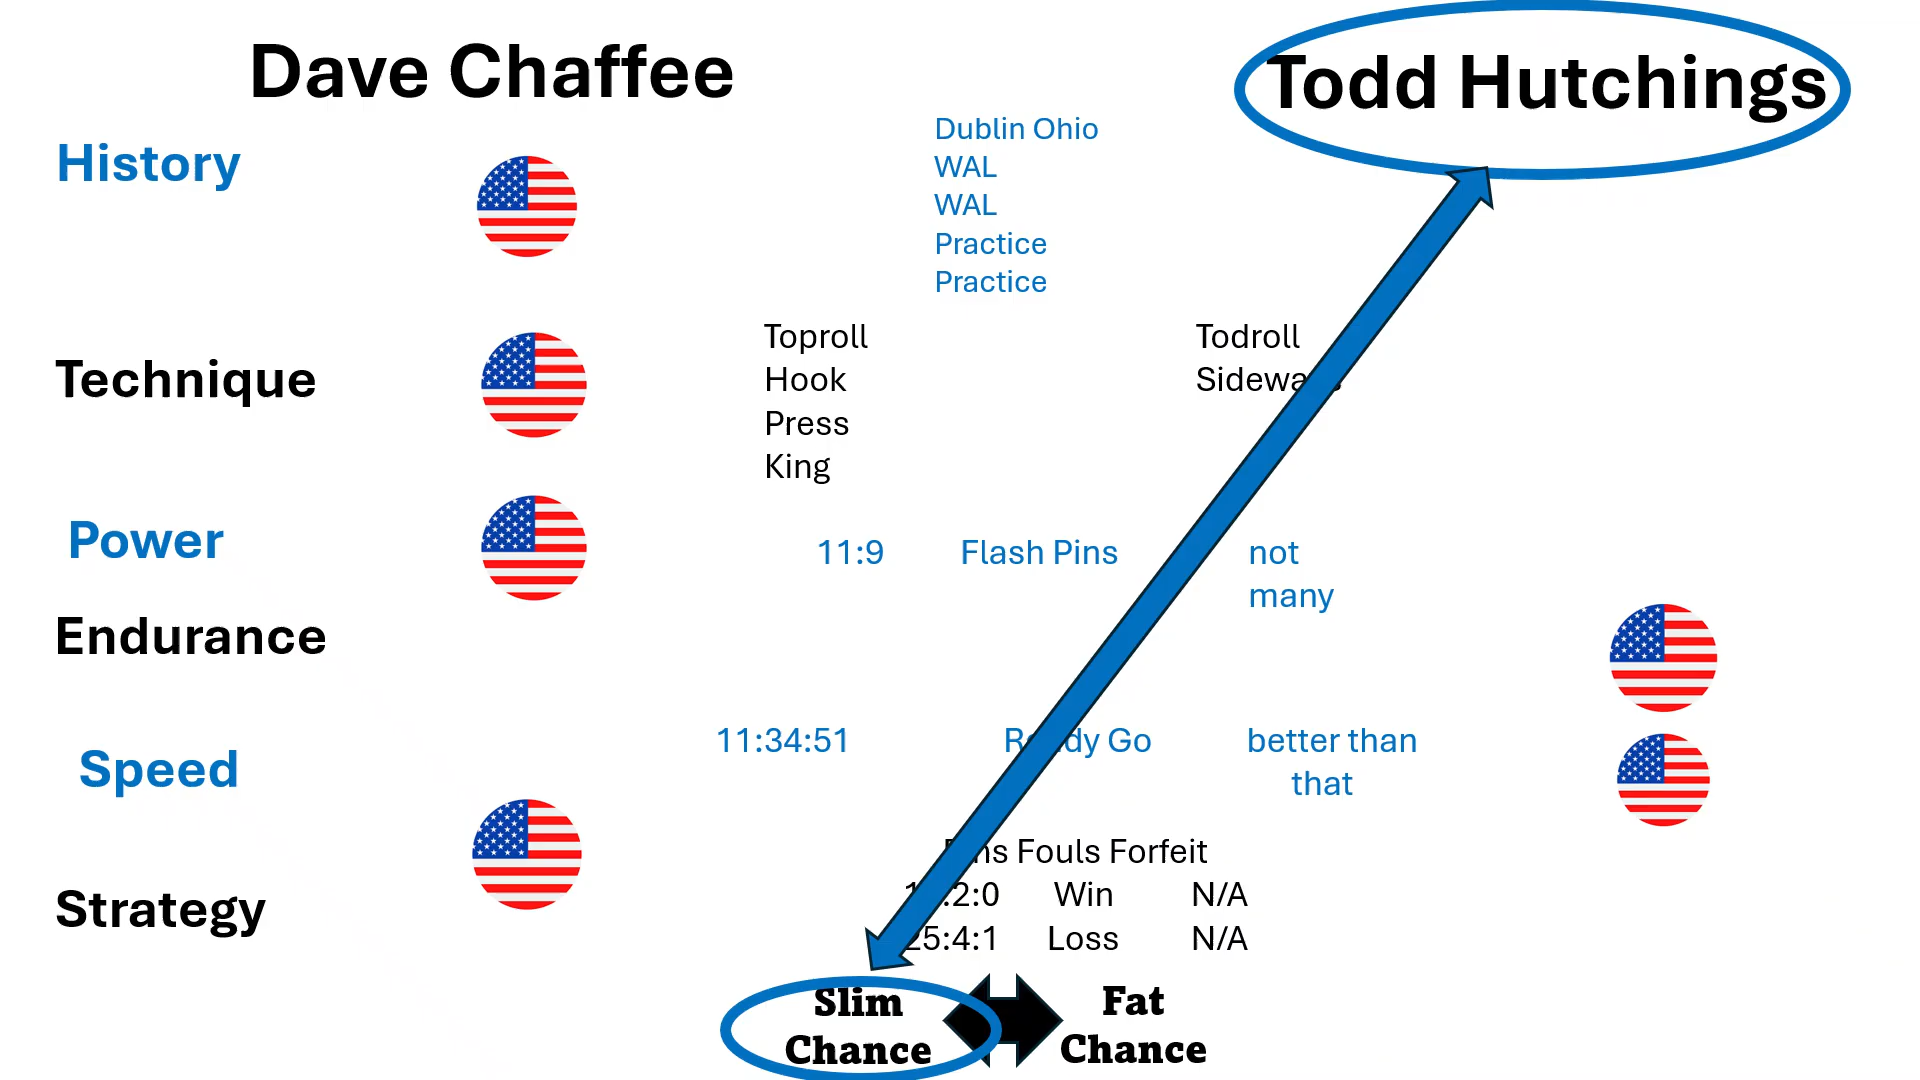 Dave Chaffee
Todd Hutchings
History
Dublin Ohio
WAL
WAL
Practice
Practice
Technique
Toproll
Hook
Press
King
Todroll
Power
11:9
Flash Pins
not
many
Endurance
Speed
11:34:51
Go
better than
that
Strategy
Fouls Forfeit
Win
N/A
Loss
N/A
Slim
Chance
Fat
Chance